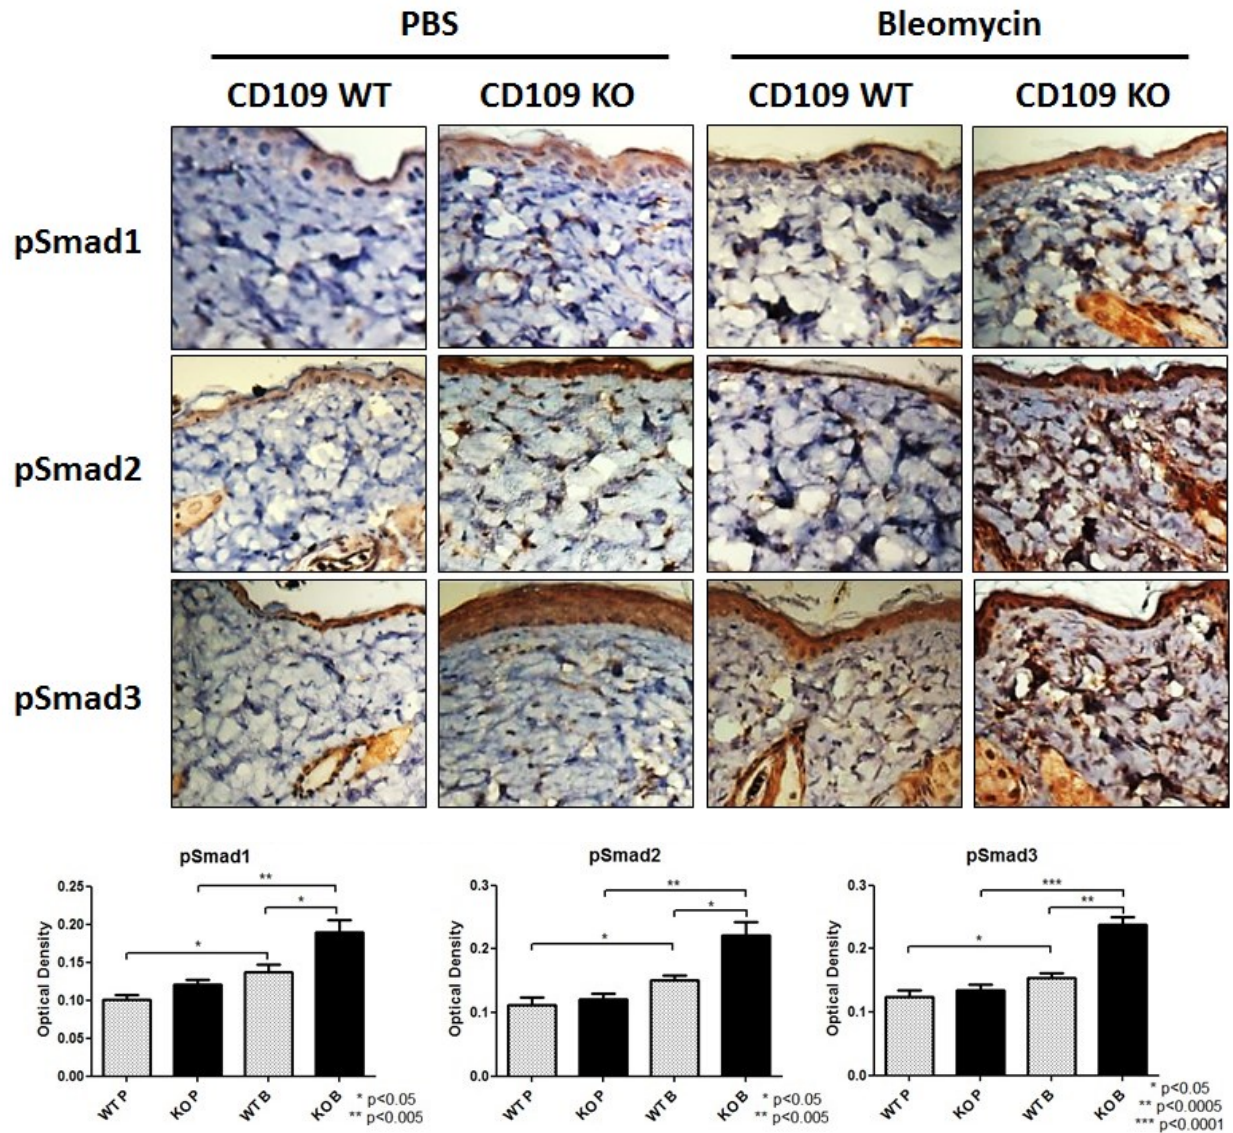 PBS
Bleomycin
CD109 WT
CD109 KO
CD109 WT
CD109 KO
pSmad1
pSmad2
pSmad3
pSmad1
Optical Density
0.25
0.20
0.15
0.10
0.05
0.00
**
*
*
WT P
KO P
WT B
KO B
* p<0.05
** p<0.005
pSmad2
Optical Density
0.3
0.2
0.1
0.0
**
*
*
WT P
KO P
WT B
KO B
* p<0.05
** p<0.005
pSmad3
Optical Density
0.3
0.2
0.1
0.0
***
**
*
WT P
KO P
WT B
KO B
* p<0.05
** p<0.0005
*** p<0.0001